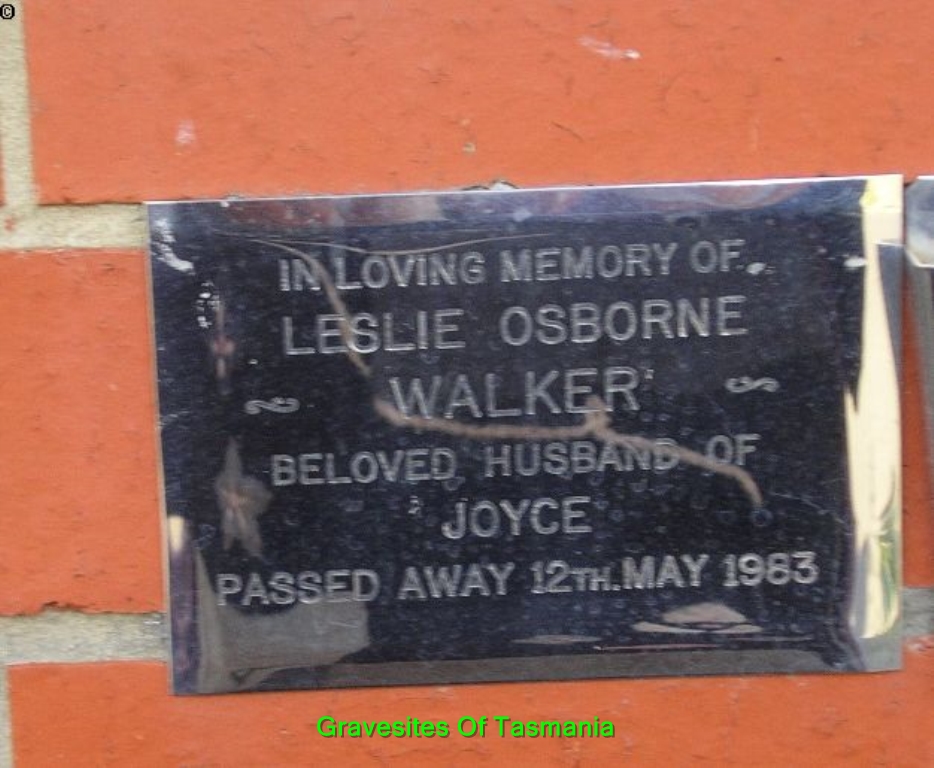 ©
IN LOVING MEMORY OF
LESLIE OSBORNE
WALKER
BELOVED HUSBAND OF
JOYCE
PASSED AWAY 12TH. MAY 1983
Gravesites Of Tasmania